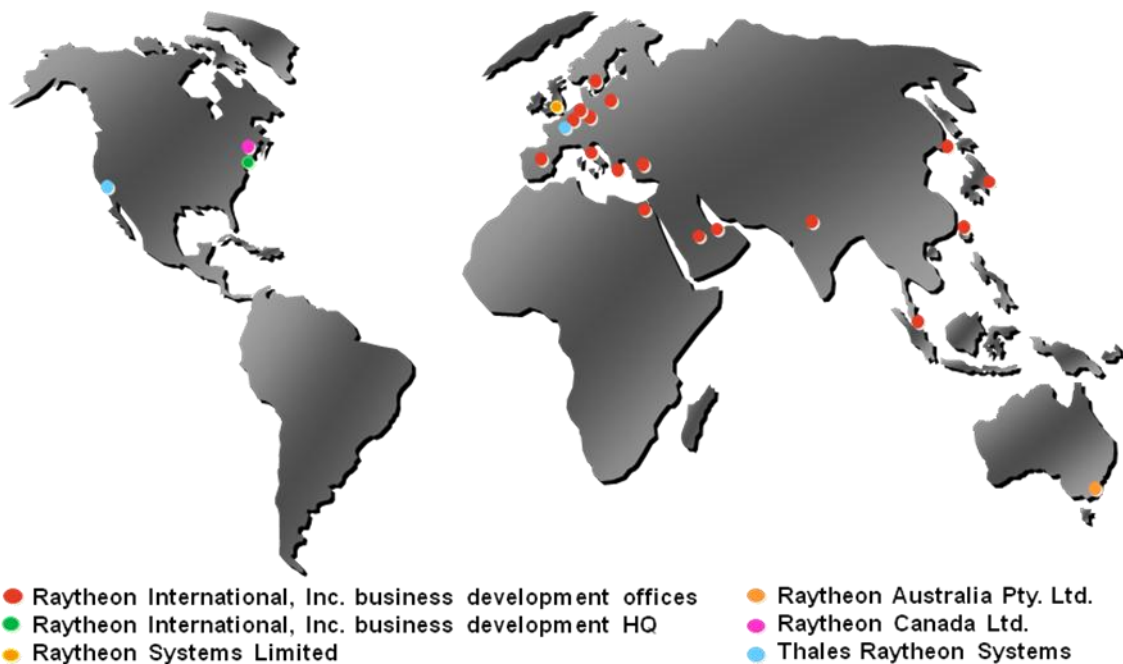 Raytheon International, Inc. business development offices
Raytheon International, Inc. business development HQ
Raytheon Systems Limited
Raytheon Australia Pty. Ltd.
Raytheon Canada Ltd.
Thales Raytheon Systems